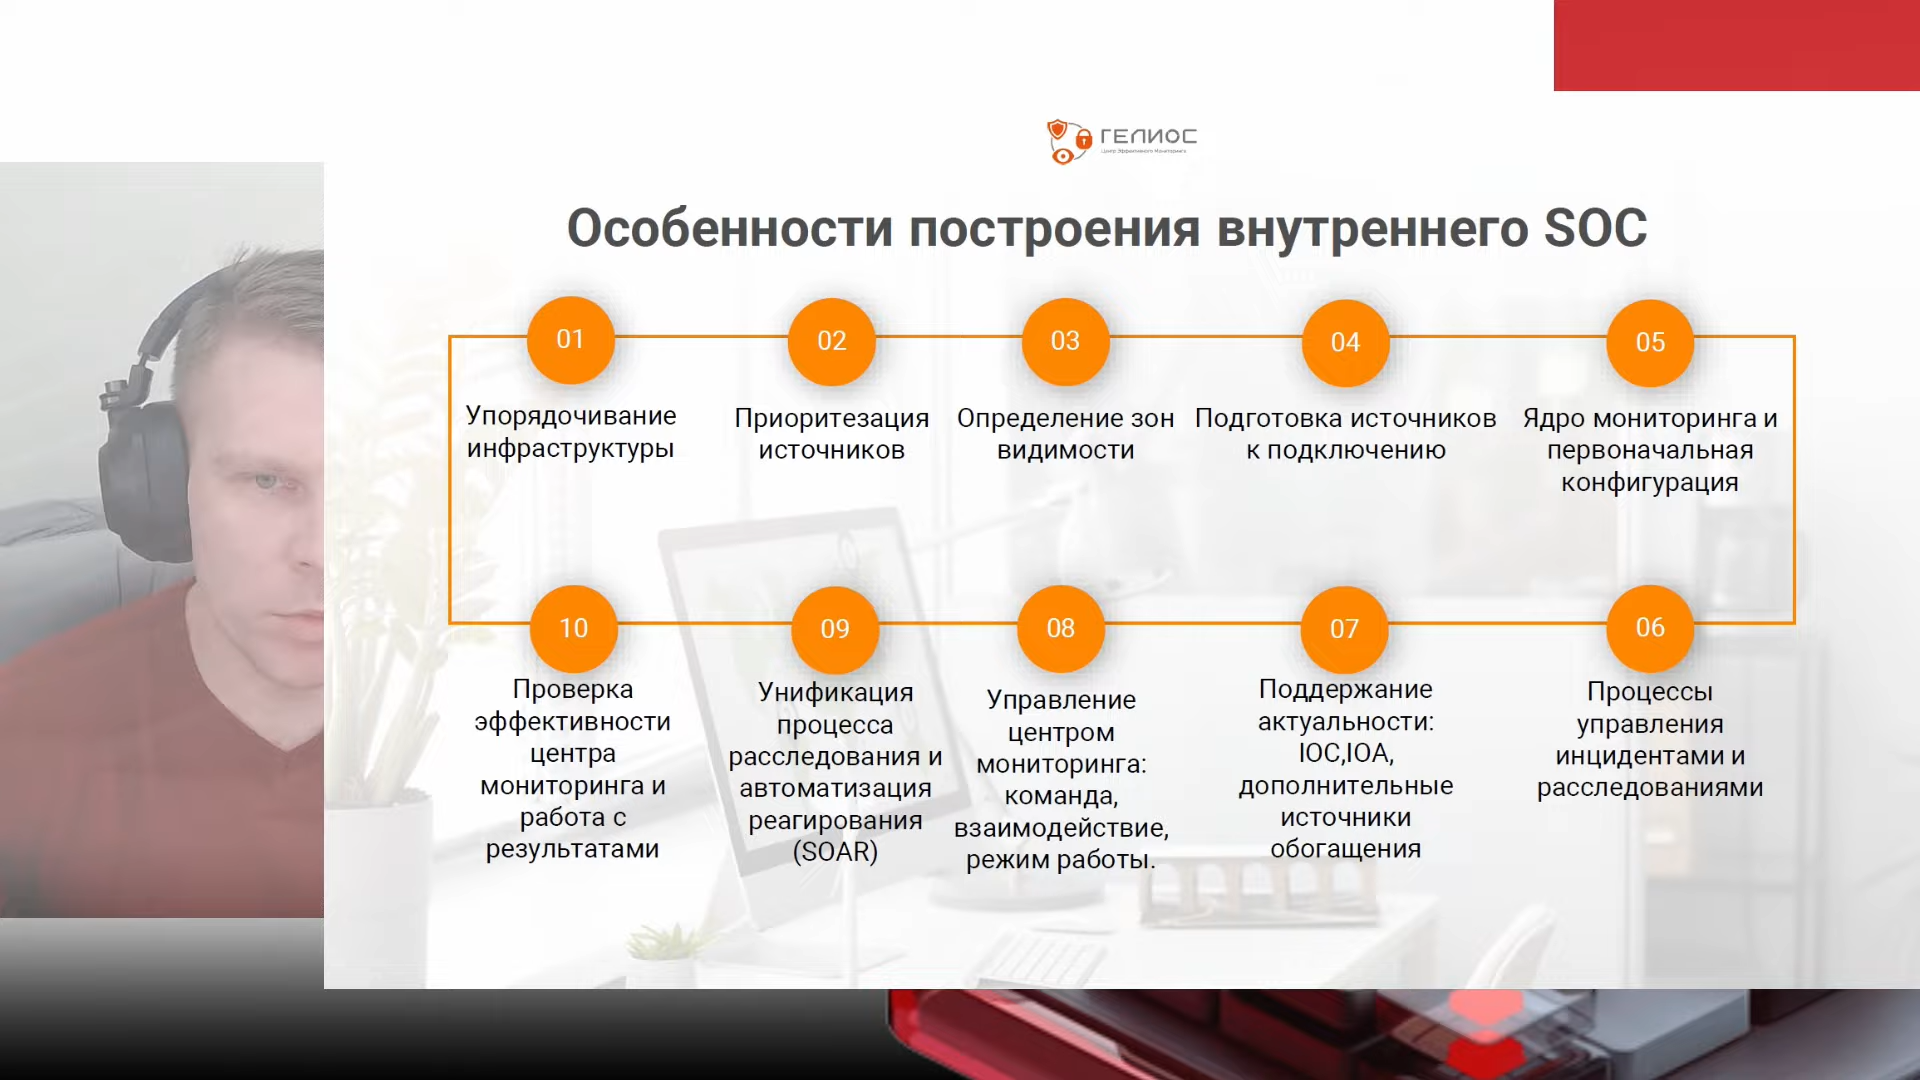 ГЕЛИОС
Центр Эффективного Мониторинга
Особенности построения внутреннего SOC
01
Упорядочивание
инфраструктуры
02
Приоритезация
источников
03
Определение зон
видимости
04
Подготовка источников
к подключению
05
Ядро мониторинга и
первоначальная
конфигурация
10
Проверка
эффективности
центра
мониторинга и
работа с
результатами
09
Унификация
процесса
расследования и
автоматизация
реагирования
(SOAR)
08
Управление
центром
мониторинга:
команда,
взаимодействие,
режим работы.
07
Поддержание
актуальности:
IOC,IOA,
дополнительные
источники
обогащения
06
Процессы
управления
инцидентами и
расследованиями